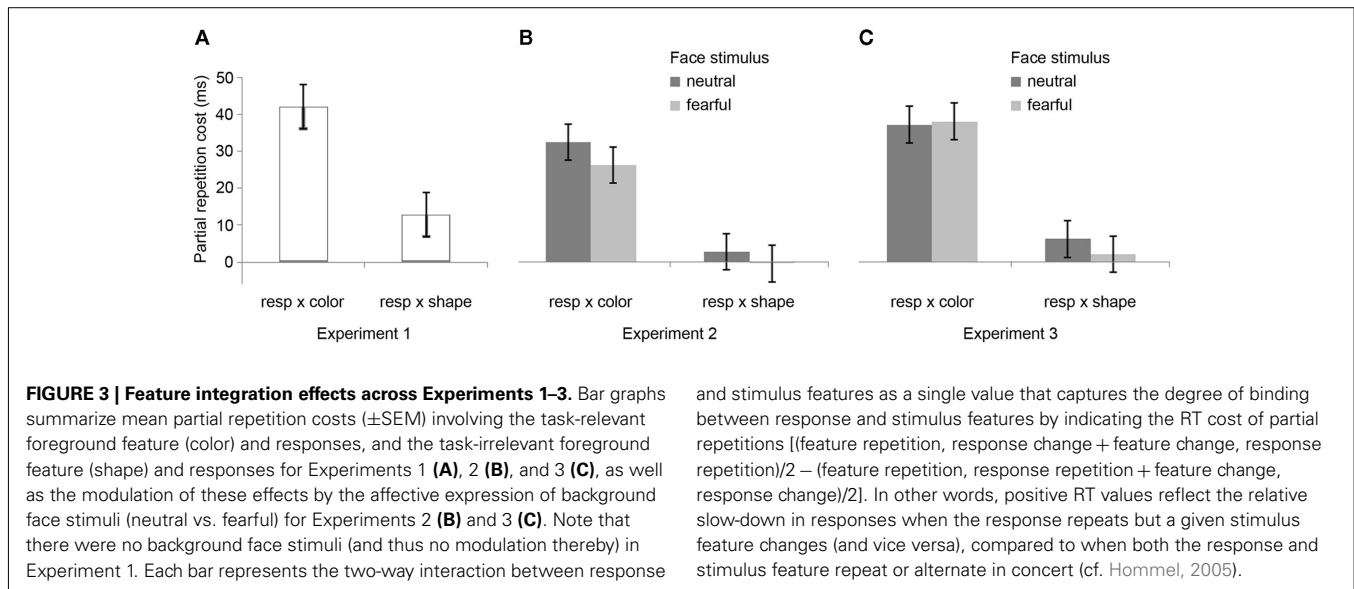 A
B
C
Face stimulus
neutral
fearful
Face stimulus
neutral
fearful
Partial repetition cost (ms)
50
40
30
20
10
0
resp x color resp x shape
resp x color resp x shape
resp x color resp x shape
Experiment 1
Experiment 2
Experiment 3
FIGURE 3 | Feature integration effects across Experiments 1–3. Bar graphs
summarize mean partial repetition costs (±SEM) involving the task-relevant
foreground feature (color) and responses, and the task-irrelevant foreground
feature (shape) and responses for Experiments 1 (A), 2 (B), and 3 (C), as well
as the modulation of these effects by the affective expression of background
face stimuli (neutral vs. fearful) for Experiments 2 (B) and 3 (C). Note that
there were no background face stimuli (and thus no modulation thereby) in
Experiment 1. Each bar represents the two-way interaction between response
and stimulus features as a single value that captures the degree of binding
between response and stimulus features by indicating the RT cost of partial
repetitions [(feature repetition, response change + feature change, response
repetition)/2 − (feature repetition, response repetition + feature change,
response change)/2]. In other words, positive RT values reflect the relative
slow-down in responses when the response repeats but a given stimulus
feature changes (and vice versa), compared to when both the response and
stimulus feature repeat or alternate in concert (cf. Hommel, 2005).